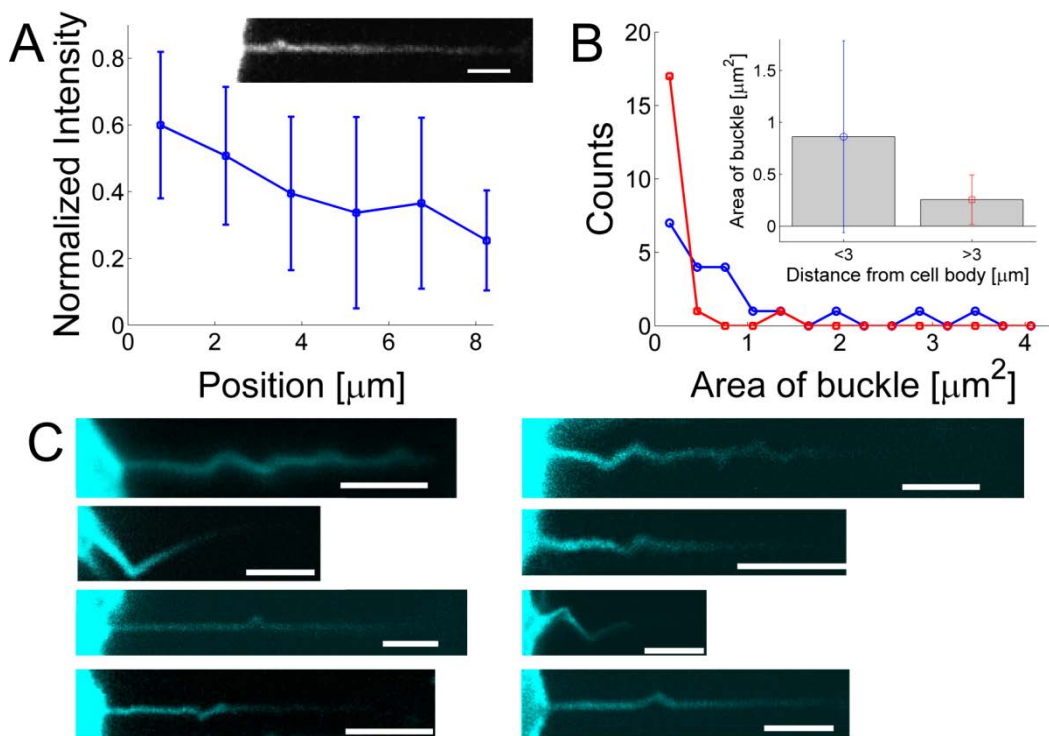 A
0.8
0.6
0.4
0.2
0
Normalized Intensity
0 2 4 6 8
Position [μm]
B
20
15
10
5
0
Counts
0 1 2 3 4
Area of buckle [μm²]
1.5
1
0.5
0
Area of buckle [μm²]
<3 >3
Distance from cell body [μm]
C